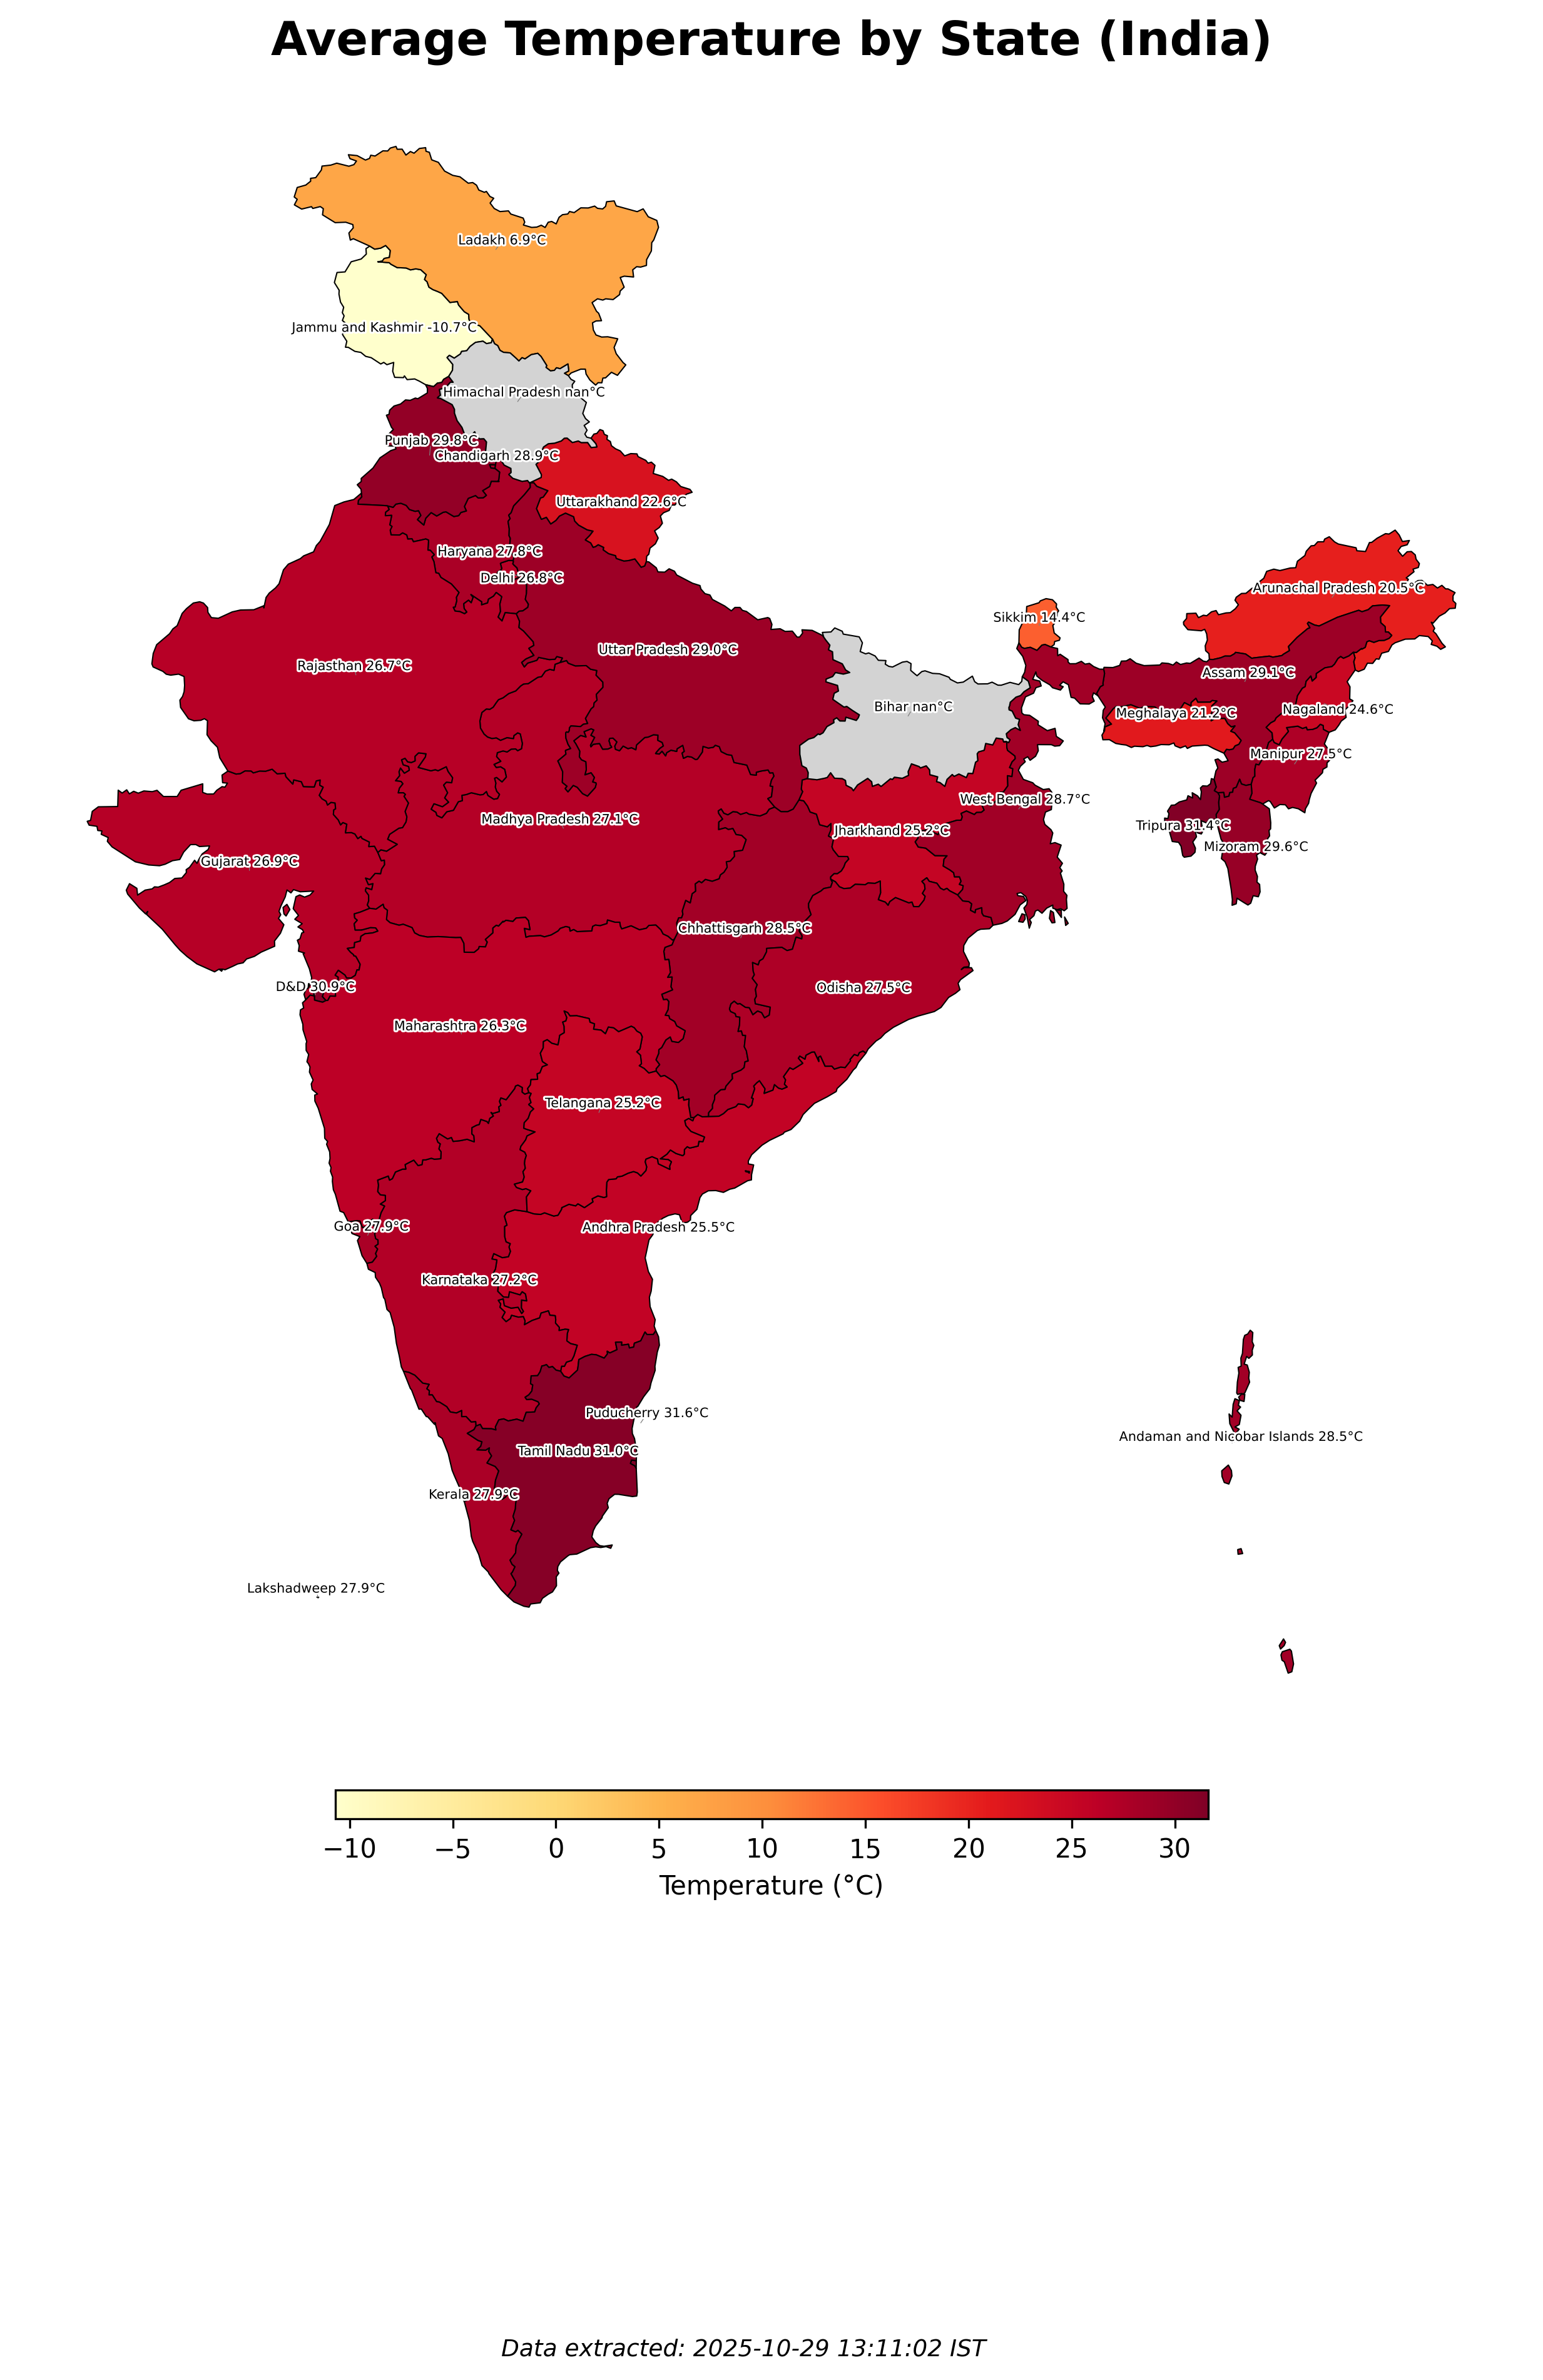 Average Temperature by State (India)
Ladakh 6.9°C
Jammu and Kashmir -10.7°C
Himachal Pradesh nan°C
Punjab 29.8°C
Chandigarh 28.9°C
Uttarakhand 22.6°C
Haryana 27.8°C
Delhi 26.8°C
Arunachal Pradesh 20.5°C
Sikkim 14.4°C
Uttar Pradesh 29.0°C
Rajasthan 26.7°C
Assam 29.1°C
Bihar nan°C
Meghalaya 21.2°C
Nagaland 24.6°C
Manipur 27.5°C
West Bengal 28.7°C
Madhya Pradesh 27.1°C
Jharkhand 25.2°C
Tripura 31.4°C
Mizoram 29.6°C
Gujarat 26.9°C
Chhattisgarh 28.5°C
D&D 30.9°C
Odisha 27.5°C
Maharashtra 26.3°C
Telangana 25.2°C
Goa 27.9°C
Andhra Pradesh 25.5°C
Karnataka 27.2°C
Puducherry 31.6°C
Andaman and Nicobar Islands 28.5°C
Tamil Nadu 31.0°C
Kerala 27.9°C
Lakshadweep 27.9°C
−10 −5 0 5 10 15 20 25 30
Temperature (°C)
Data extracted: 2025-10-29 13:11:02 IST